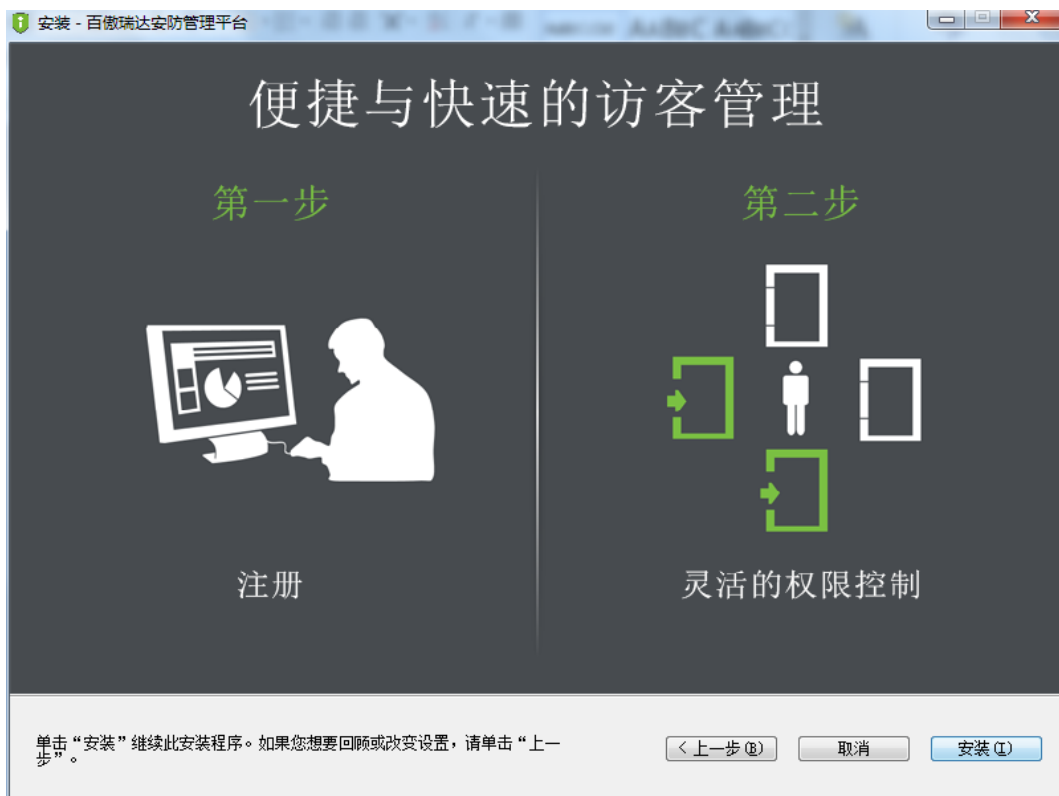 安装 - 百傲瑞达安防管理平台
便捷与快速的访客管理
第一步
第二步
注册
灵活的权限控制
单击“安装”继续此安装程序。如果您想要回顾或改变设置，请单击“上一
步”。
< 上一步(B)
取消
安装(I)